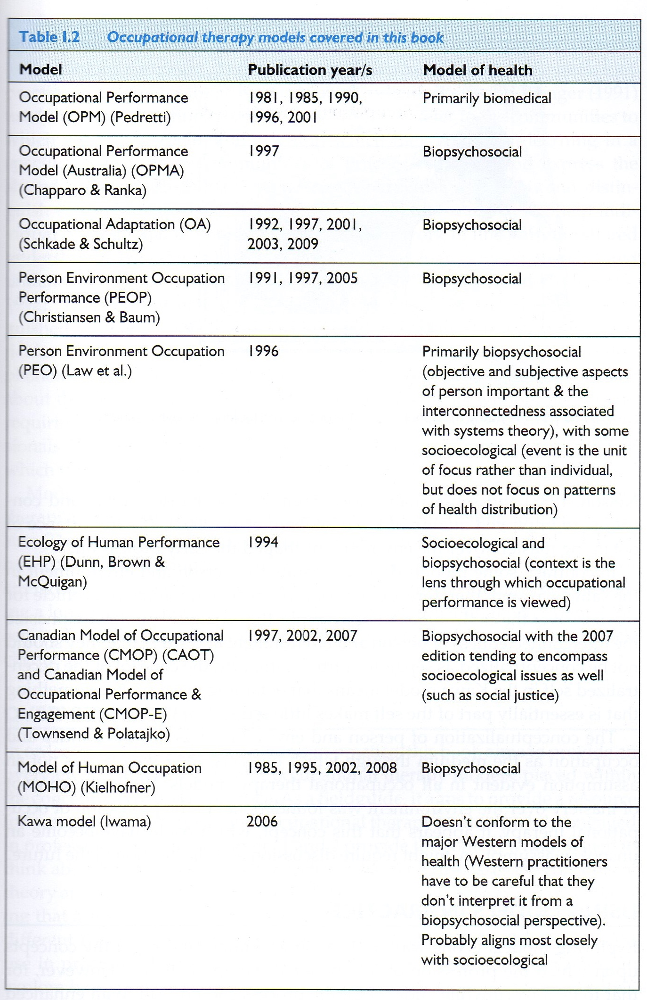 Table I.2 Occupational therapy models covered in this book
Model Publication year/s Model of health
Occupational Performance 1981, 1985, 1990, Primarily biomedical
Model (OPM) (Pedretti) 1996, 2001
Occupational Performance 1997 Biopsychosocial
Model (Australia) (OPMA)
(Chapparo & Ranka)
Occupational Adaptation (OA) 1992, 1997, 2001, Biopsychosocial
(Schkade & Schultz) 2003, 2009
Person Environment Occupation 1991, 1997, 2005 Biopsychosocial
Performance (PEOP)
(Christiansen & Baum)
Person Environment Occupation 1996 Primarily biopsychosocial
(PEO) (Law et al.) (objective and subjective aspects
of person important & the
interconnectedness associated
with systems theory), with some
socioecological (event is the unit
of focus rather than individual,
but does not focus on patterns
of health distribution)
Ecology of Human Performance 1994 Socioecological and
(EHP) (Dunn, Brown & biopsychosocial (context is the
McQuigan) lens through which occupational
performance is viewed)
Canadian Model of Occupational 1997, 2002, 2007 Biopsychosocial with the 2007
Performance (CMOP) (CAOT) edition tending to encompass
and Canadian Model of socioecological issues as well
Occupational Performance & (such as social justice)
Engagement (CMOP-E)
(Townsend & Polatajko)
Model of Human Occupation 1985, 1995, 2002, 2008 Biopsychosocial
(MOHO) (Kielhofner)
Kawa model (Iwama) 2006 Doesn't conform to the
major Western models of
health (Western practitioners
have to be careful that they
don't interpret it from a
biopsychosocial perspective).
Probably aligns most closely
with socioecological